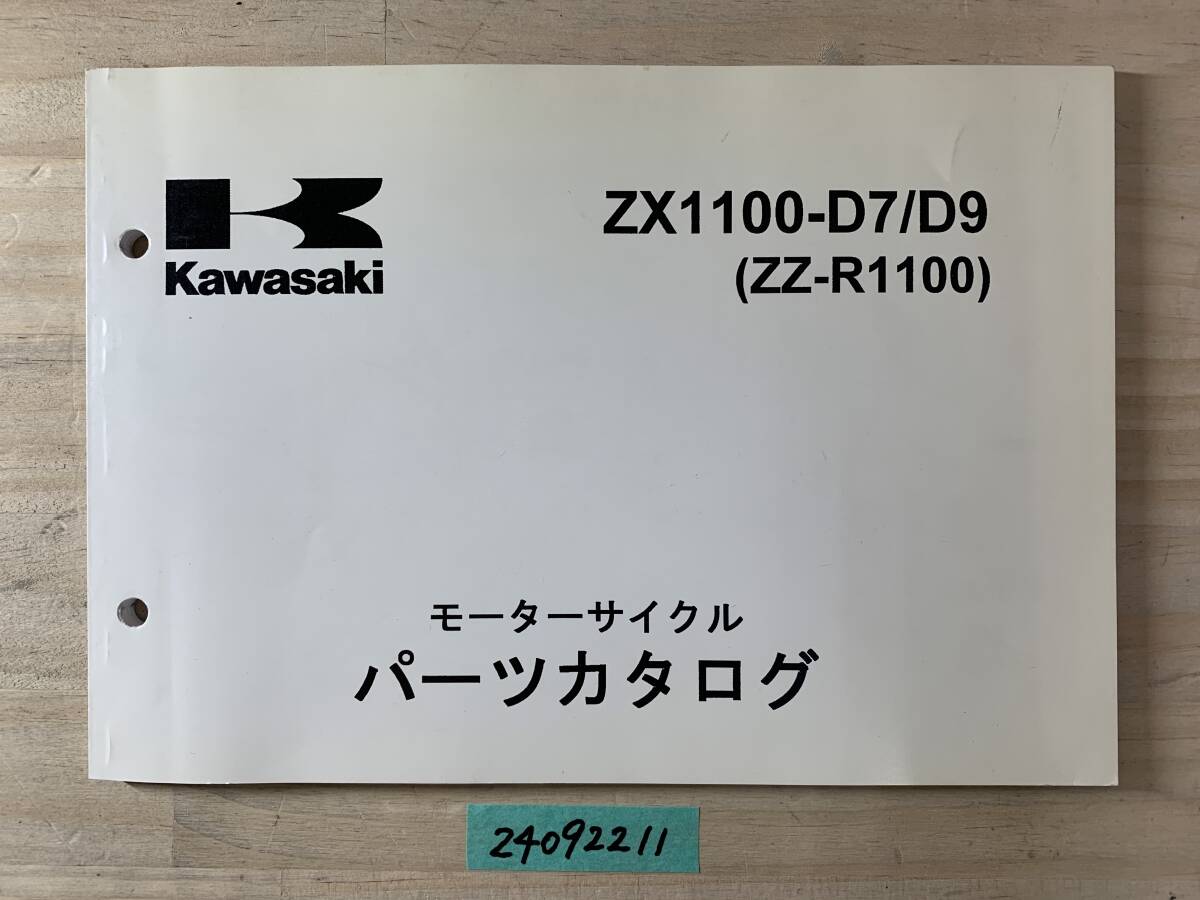 Kawasaki
ZX1100-D7/D9
(ZZ-R1100)
モーターサイクル
パーツカタログ
24092211